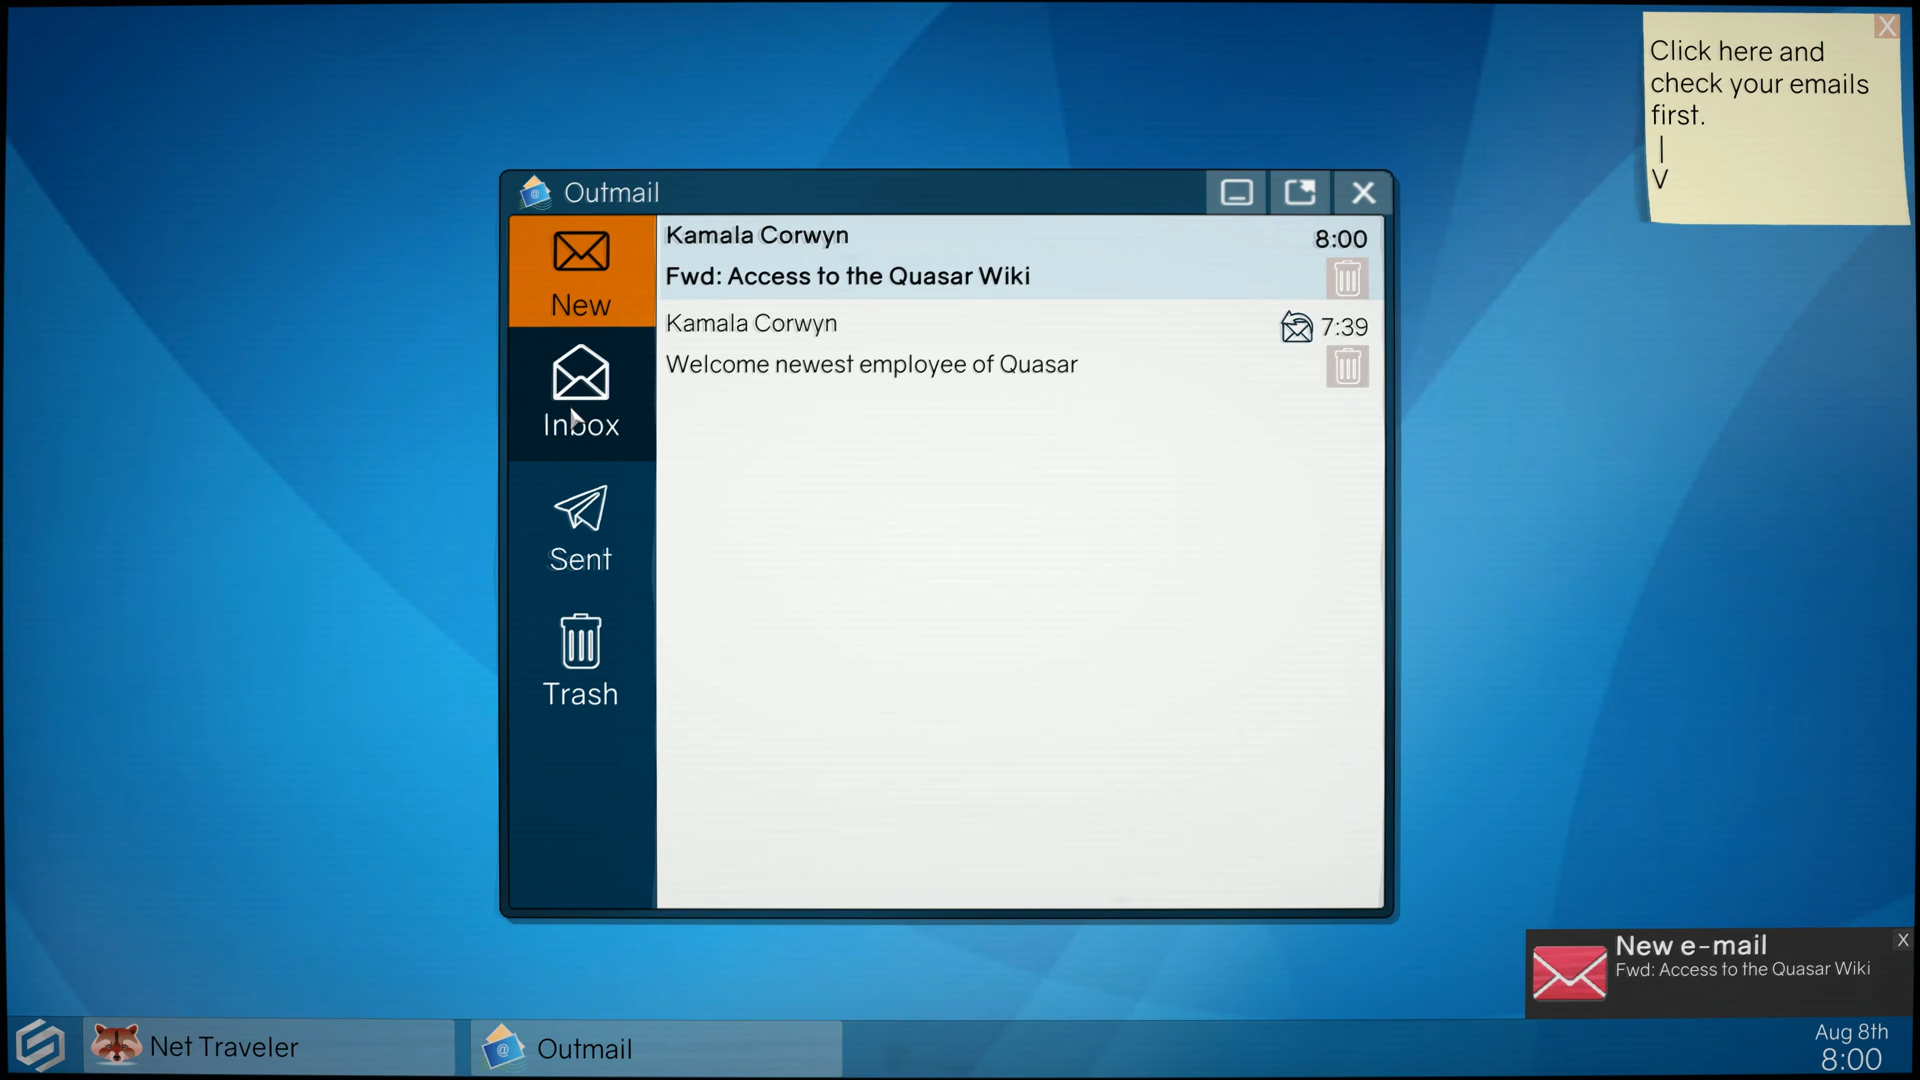 Click here and
check your emails
first.
|
V
X
Outmail
New
Inbox
Sent
Trash
Kamala Corwyn
8:00
Fwd: Access to the Quasar Wiki
Kamala Corwyn
7:39
Welcome newest employee of Quasar
New e-mail
X
Fwd: Access to the Quasar Wiki
Net Traveler
Outmail
Aug 8th
8:00